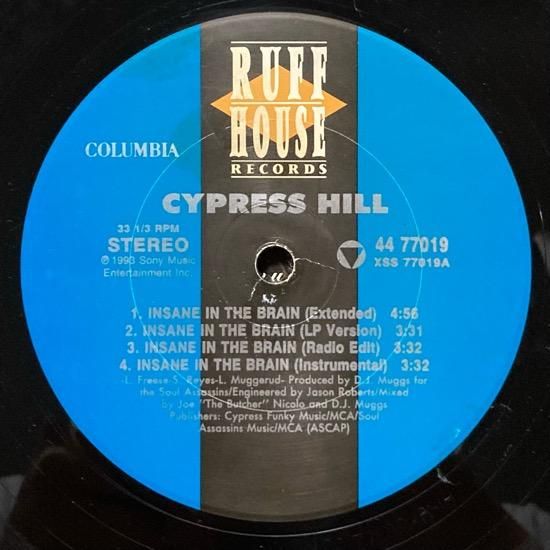 RUFF
HOUSE
RECORDS
COLUMBIA
CYPRESS HILL
33 1/3 RPM
STEREO
℗ 1993 Sony Music
Entertainment Inc.
44 77019
XSS 77019A
1. INSANE IN THE BRAIN (Extended) 4:56
2. INSANE IN THE BRAIN (LP Version) 3:31
3. INSANE IN THE BRAIN (Radio Edit) 3:32
4. INSANE IN THE BRAIN (Instrumental) 3:32
-L. Freese-S. Reyes-L. Muggerud- Produced by D.J. Muggs for
the Soul Assassins/Engineered by Jason Roberts/Mixed
by Joe "The Butcher" Nicolo and D.J. Muggs
Publishers: Cypress Funky Music/MCA/Soul
Assassins Music/MCA (ASCAP)